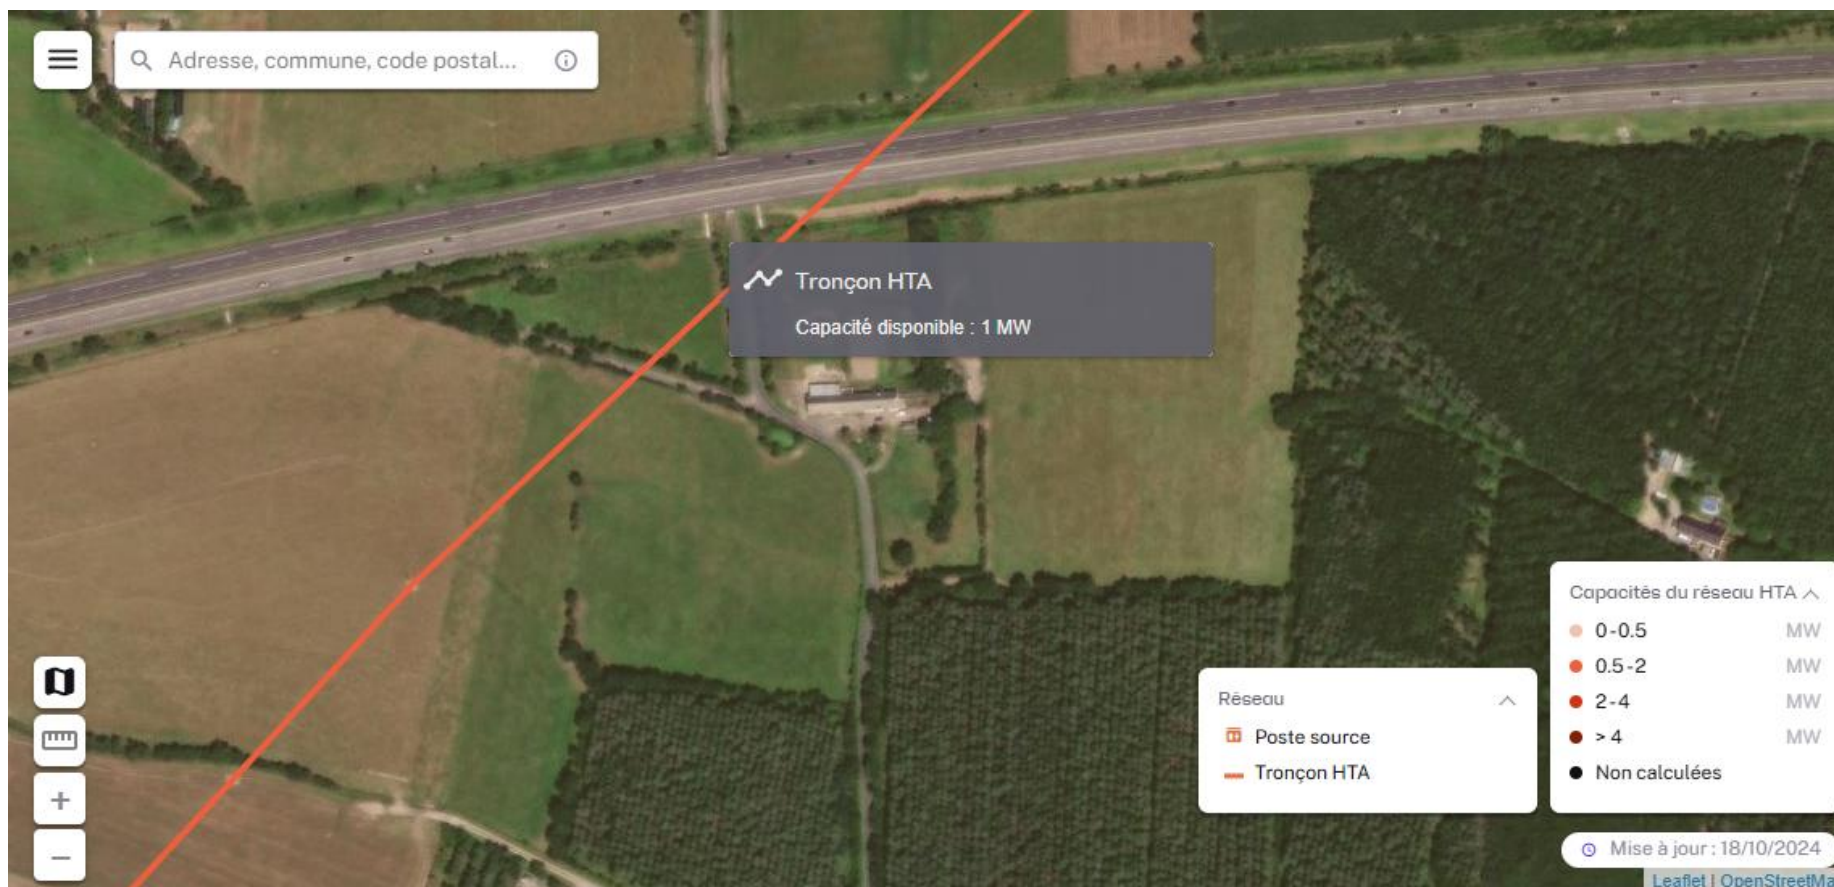 Adresse, commune, code postal...
Tronçon HTA
Capacité disponible : 1 MW
Capacités du réseau HTA
0-0.5 MW
0.5-2 MW
2-4 MW
> 4 MW
Non calculées
Réseau
Poste source
Tronçon HTA
+
−
Mise à jour : 18/10/2024
Leaflet | OpenStreetMa